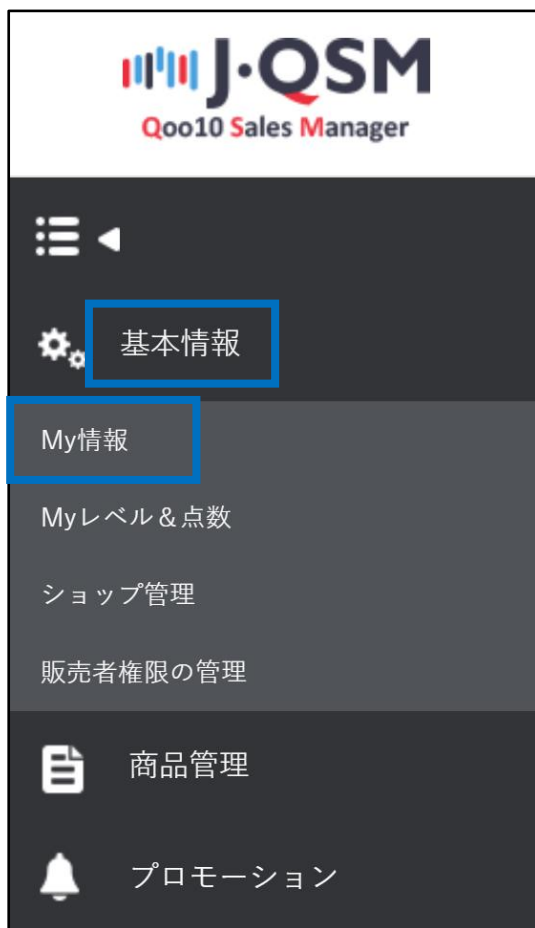 J·QSM
Qoo10 Sales Manager
基本情報
My情報
Myレベル＆点数
ショップ管理
販売者権限の管理
商品管理
プロモーション